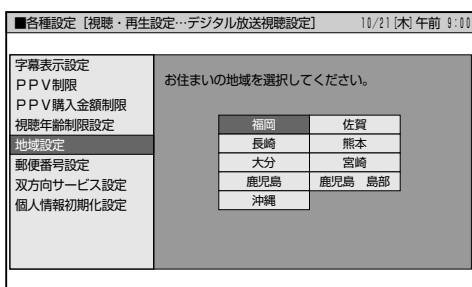 ■各種設定［視聴・再生設定…デジタル放送視聴設定］ 10/21[木]午前 9:00
字幕表示設定
ＰＰＶ制限
ＰＰＶ購入金額制限
視聴年齢制限設定
地域設定
郵便番号設定
双方向サービス設定
個人情報初期化設定
お住まいの地域を選択してください。
福岡 佐賀
長崎 熊本
大分 宮崎
鹿児島 鹿児島 島部
沖縄